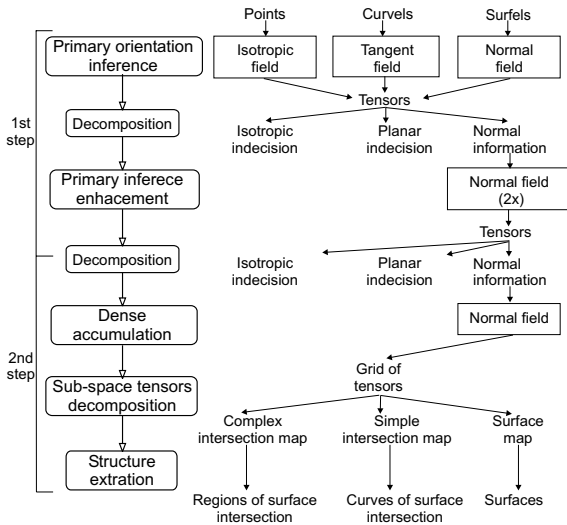 Points Curvels Surfels
Primary orientation
inference
Isotropic
field
Tangent
field
Normal
field
Tensors
1st
step
Decomposition
Isotropic
indecision
Planar
indecision
Normal
information
Primary inferece
enhacement
Normal field
(2x)
Tensors
Decomposition
Isotropic
indecision
Planar
indecision
Normal
information
Dense
accumulation
Normal field
2nd
step
Grid of
tensors
Sub-space tensors
decomposition
Complex
intersection map
Simple
intersection map
Surface
map
Structure
extration
Regions of surface
intersection
Curves of surface
intersection
Surfaces